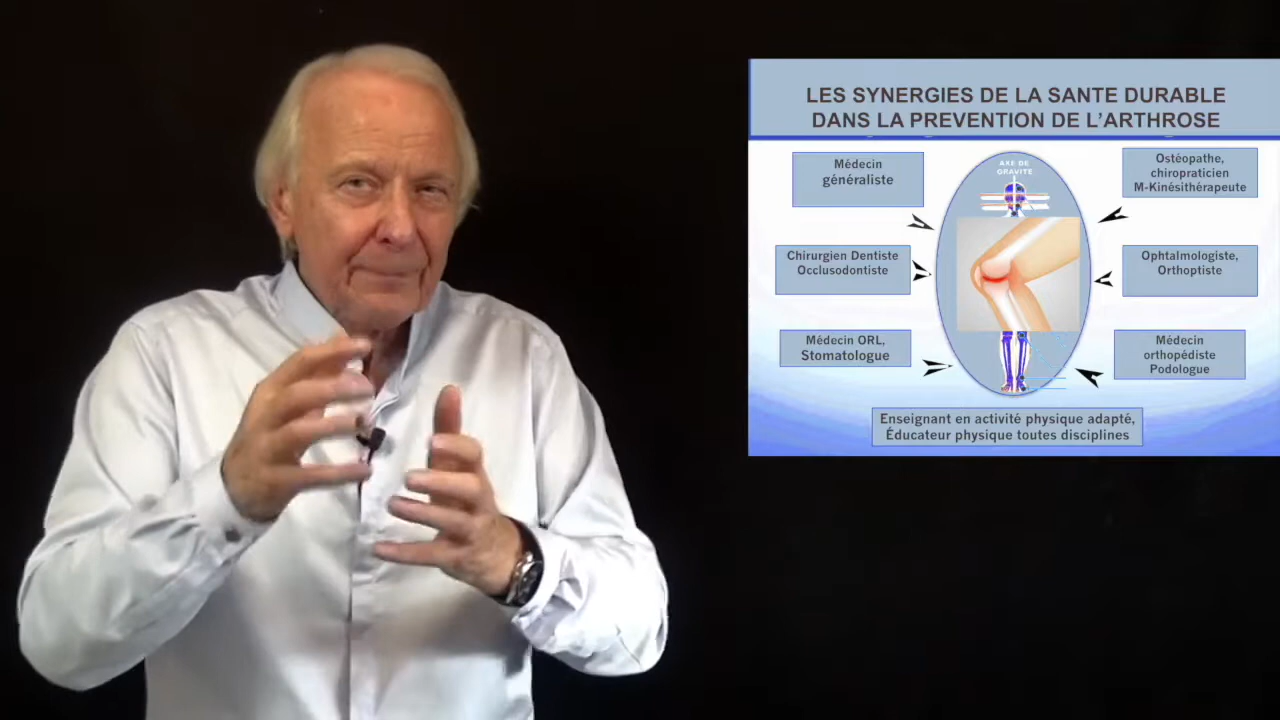 LES SYNERGIES DE LA SANTE DURABLE
DANS LA PREVENTION DE L'ARTHROSE
Médecin
généraliste
AXE DE
GRAVITE
Ostéopathe,
chiropraticien
M-Kinésithérapeute
Chirurgien Dentiste
Occlusodontiste
Ophtalmologiste,
Orthoptiste
Médecin ORL,
Stomatologue
Médecin
orthopédiste
Podologue
Enseignant en activité physique adapté,
Éducateur physique toutes disciplines